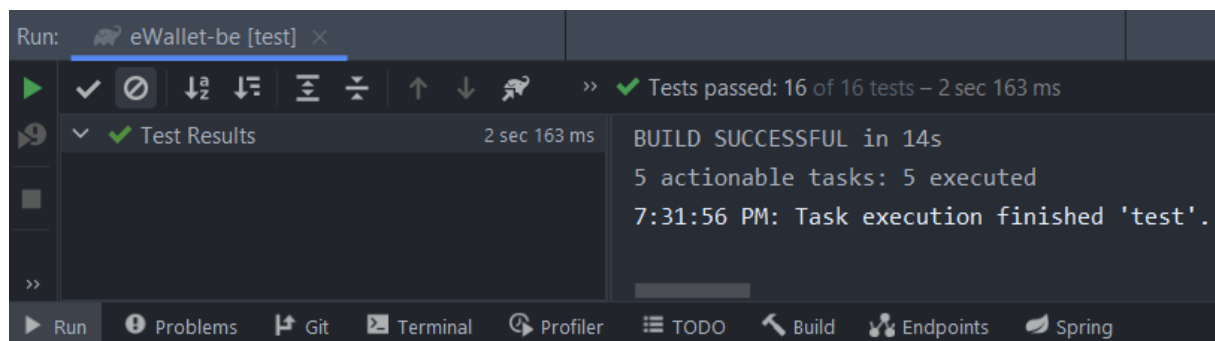 Run: eWallet-be [test]
Tests passed: 16 of 16 tests – 2 sec 163 ms
Test Results 2 sec 163 ms
BUILD SUCCESSFUL in 14s
5 actionable tasks: 5 executed
7:31:56 PM: Task execution finished 'test'.
Run Problems Git Terminal Profiler TODO Build Endpoints Spring